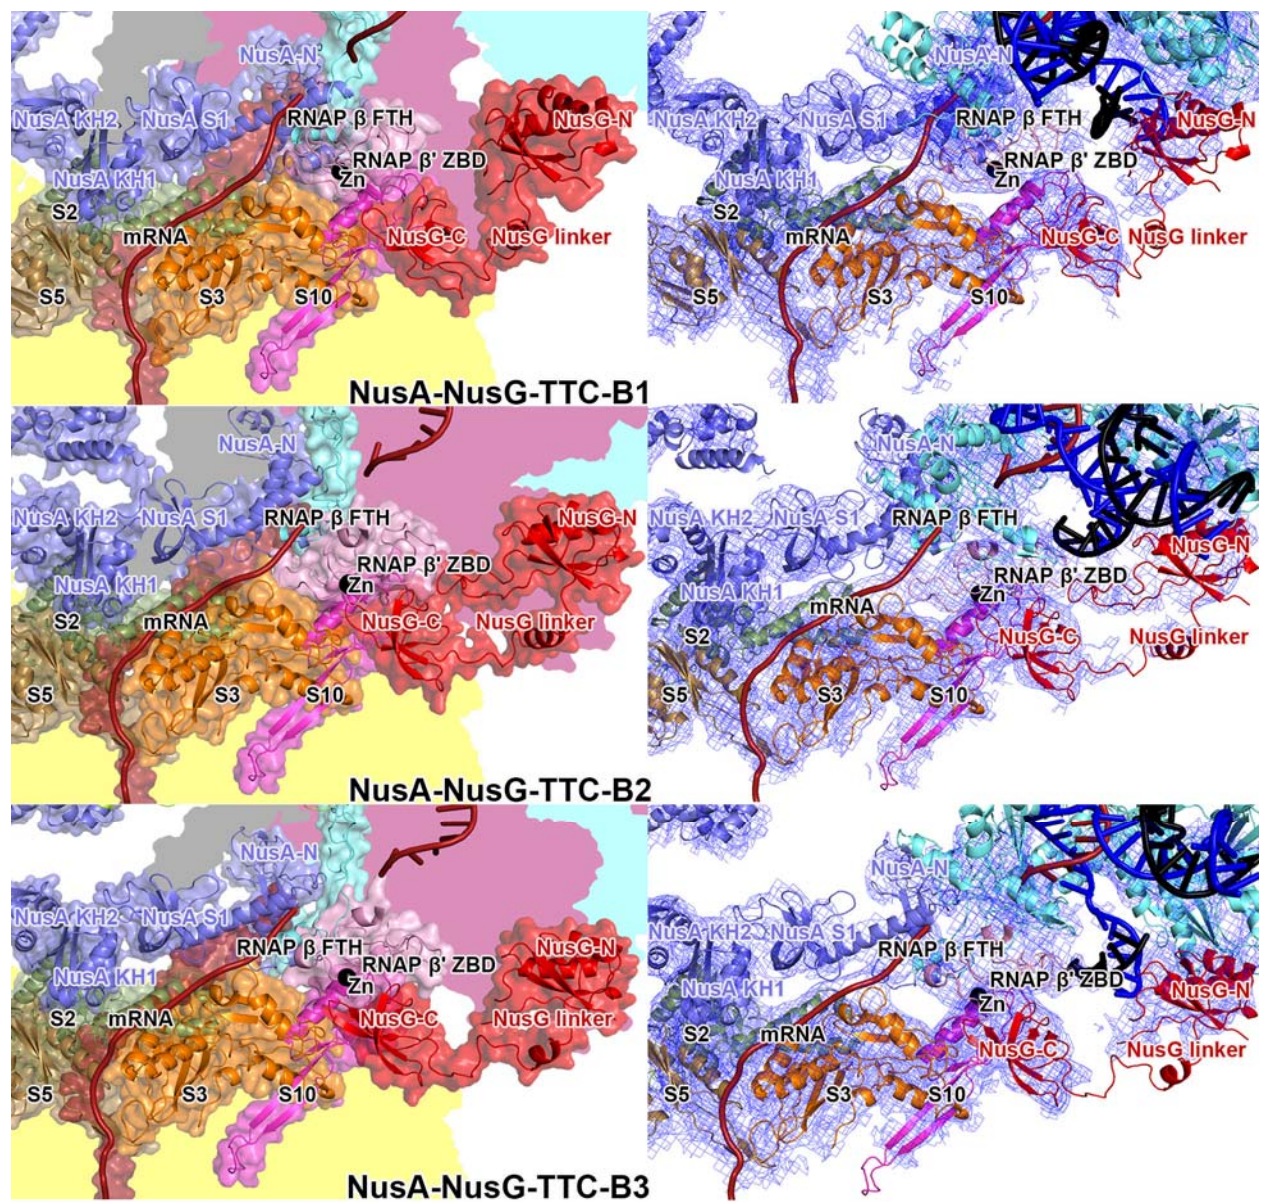 NusA-N
NusA KH2
NusA S1
RNAP β FTH
NusG-N
RNAP β' ZBD
Zn
NusA KH1
S2
mRNA
NusG-C
NusG linker
S5
S3
S10
NusA-NusG-TTC-B1
NusA-N
NusA KH2
NusA S1
RNAP β FTH
NusG-N
RNAP β' ZBD
Zn
NusA KH1
S2
mRNA
NusG-C
NusG linker
S5
S3
S10
NusA-N
NusA KH2
NusA S1
RNAP β FTH
NusG-N
RNAP β' ZBD
Zn
NusA KH1
S2
mRNA
NusG-C
NusG linker
S5
S3
S10
NusA-NusG-TTC-B2
NusA-N
NusA KH2
NusA S1
RNAP β FTH
NusG-N
RNAP β' ZBD
Zn
NusA KH1
mRNA
S2
NusG-C
NusG linker
S5
S3
S10
NusA-N
NusA KH2
NusA S1
RNAP β FTH
NusG-N
RNAP β' ZBD
Zn
NusA KH1
S2
mRNA
NusG-C
NusG linker
S5
S3
S10
NusA-NusG-TTC-B3
NusA-N
NusA KH2
NusA S1
RNAP β FTH
RNAP β' ZBD
NusG-N
Zn
NusA KH1
S2
mRNA
NusG-C
NusG linker
S5
S3
S10